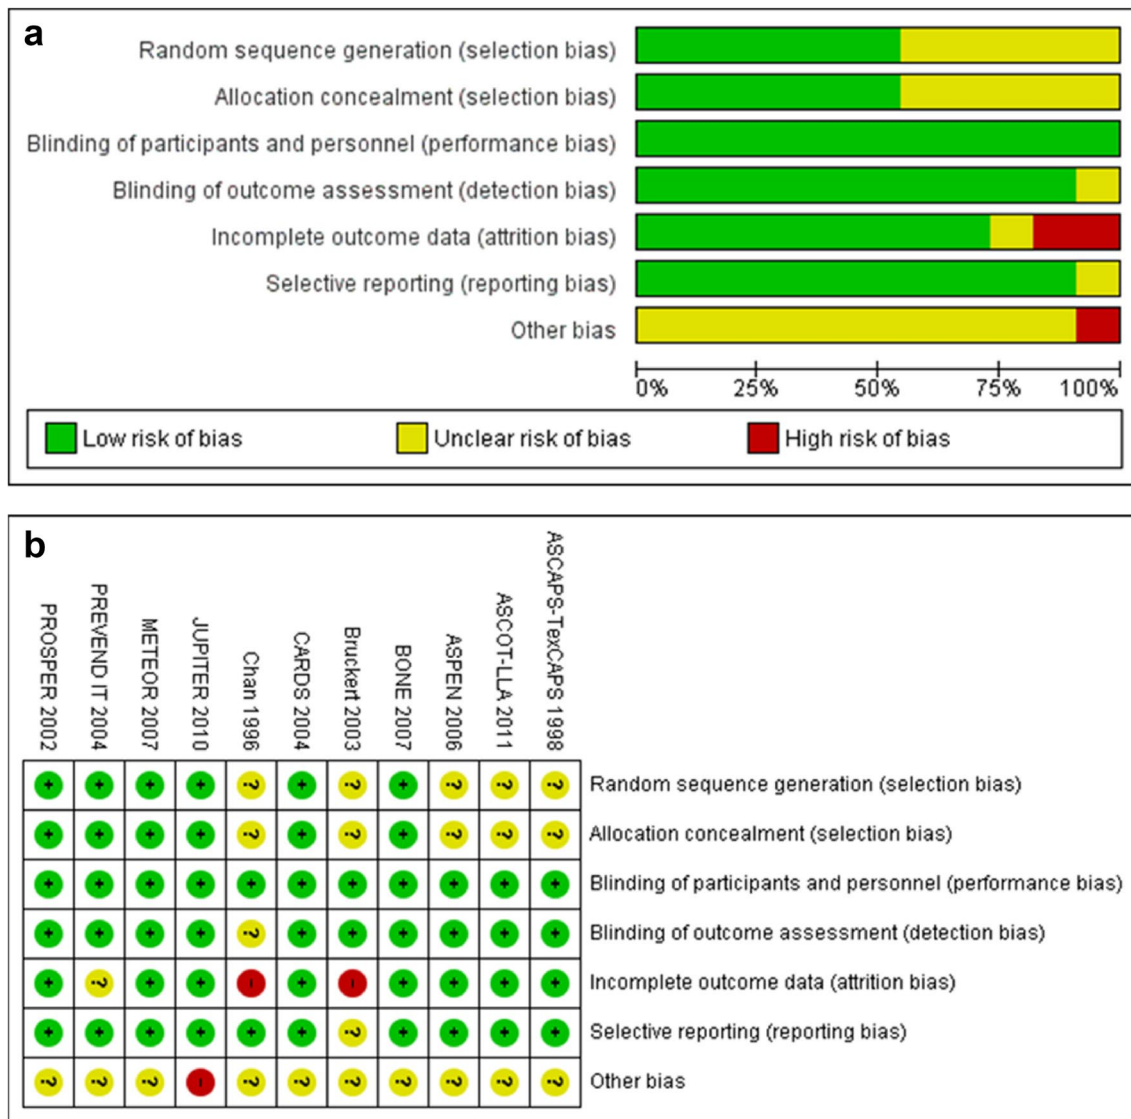 a
Random sequence generation (selection bias)
Allocation concealment (selection bias)
Blinding of participants and personnel (performance bias)
Blinding of outcome assessment (detection bias)
Incomplete outcome data (attrition bias)
Selective reporting (reporting bias)
Other bias
0% 25% 50% 75% 100%
Low risk of bias Unclear risk of bias High risk of bias
b
PROSPER 2002
PREVEND IT 2004
METEOR 2007
JUPITER 2010
Chan 1996
CARDS 2004
Bruckert 2003
BONE 2007
ASPEN 2006
ASCOT-LLA 2011
ASCAPS-TexCAPS 1998
+ + + + ? + ? + ? ? ? Random sequence generation (selection bias)
+ + + + ? + ? + ? ? ? Allocation concealment (selection bias)
+ + + + + + + + + + + Blinding of participants and personnel (performance bias)
+ + + + ? + + + + + + Blinding of outcome assessment (detection bias)
+ ? + + - + - + + + + Incomplete outcome data (attrition bias)
+ + + + + + ? + + + + Selective reporting (reporting bias)
? ? ? - ? ? ? ? ? ? ? Other bias